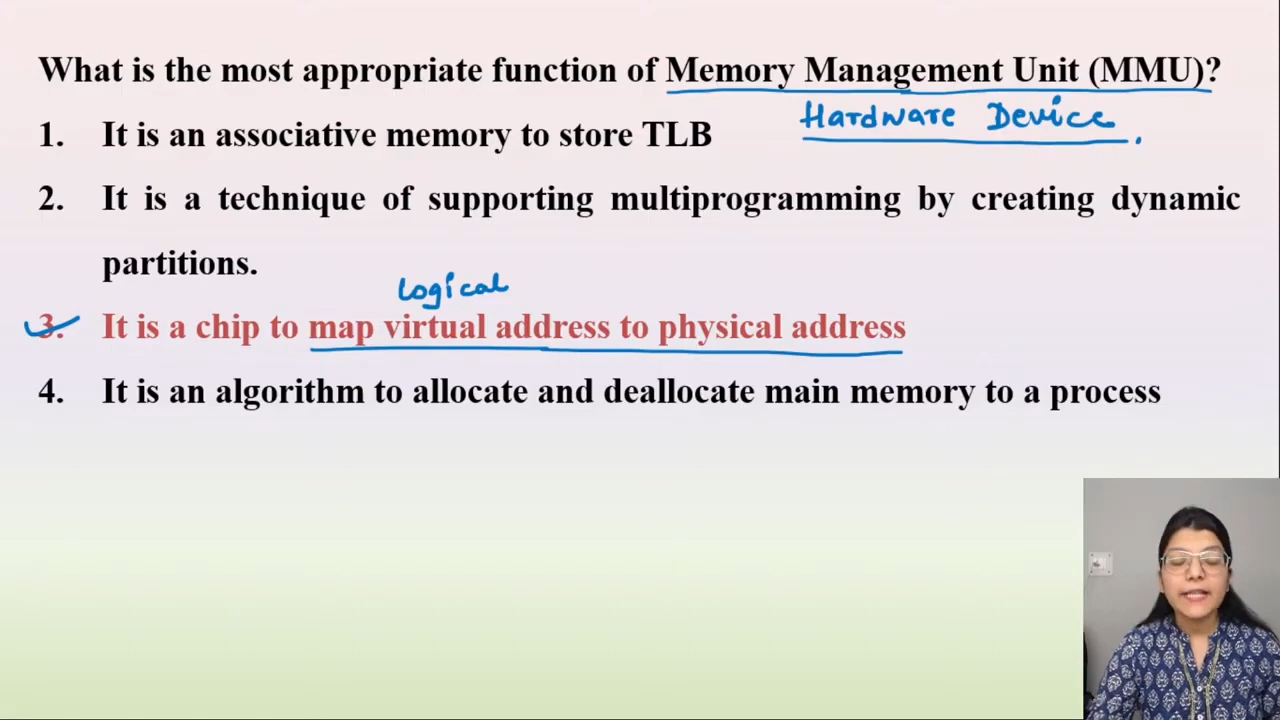 What is the most appropriate function of Memory Management Unit (MMU)?
Hardware Device.
1. It is an associative memory to store TLB
2. It is a technique of supporting multiprogramming by creating dynamic
partitions.
logical
3. It is a chip to map virtual address to physical address
4. It is an algorithm to allocate and deallocate main memory to a process